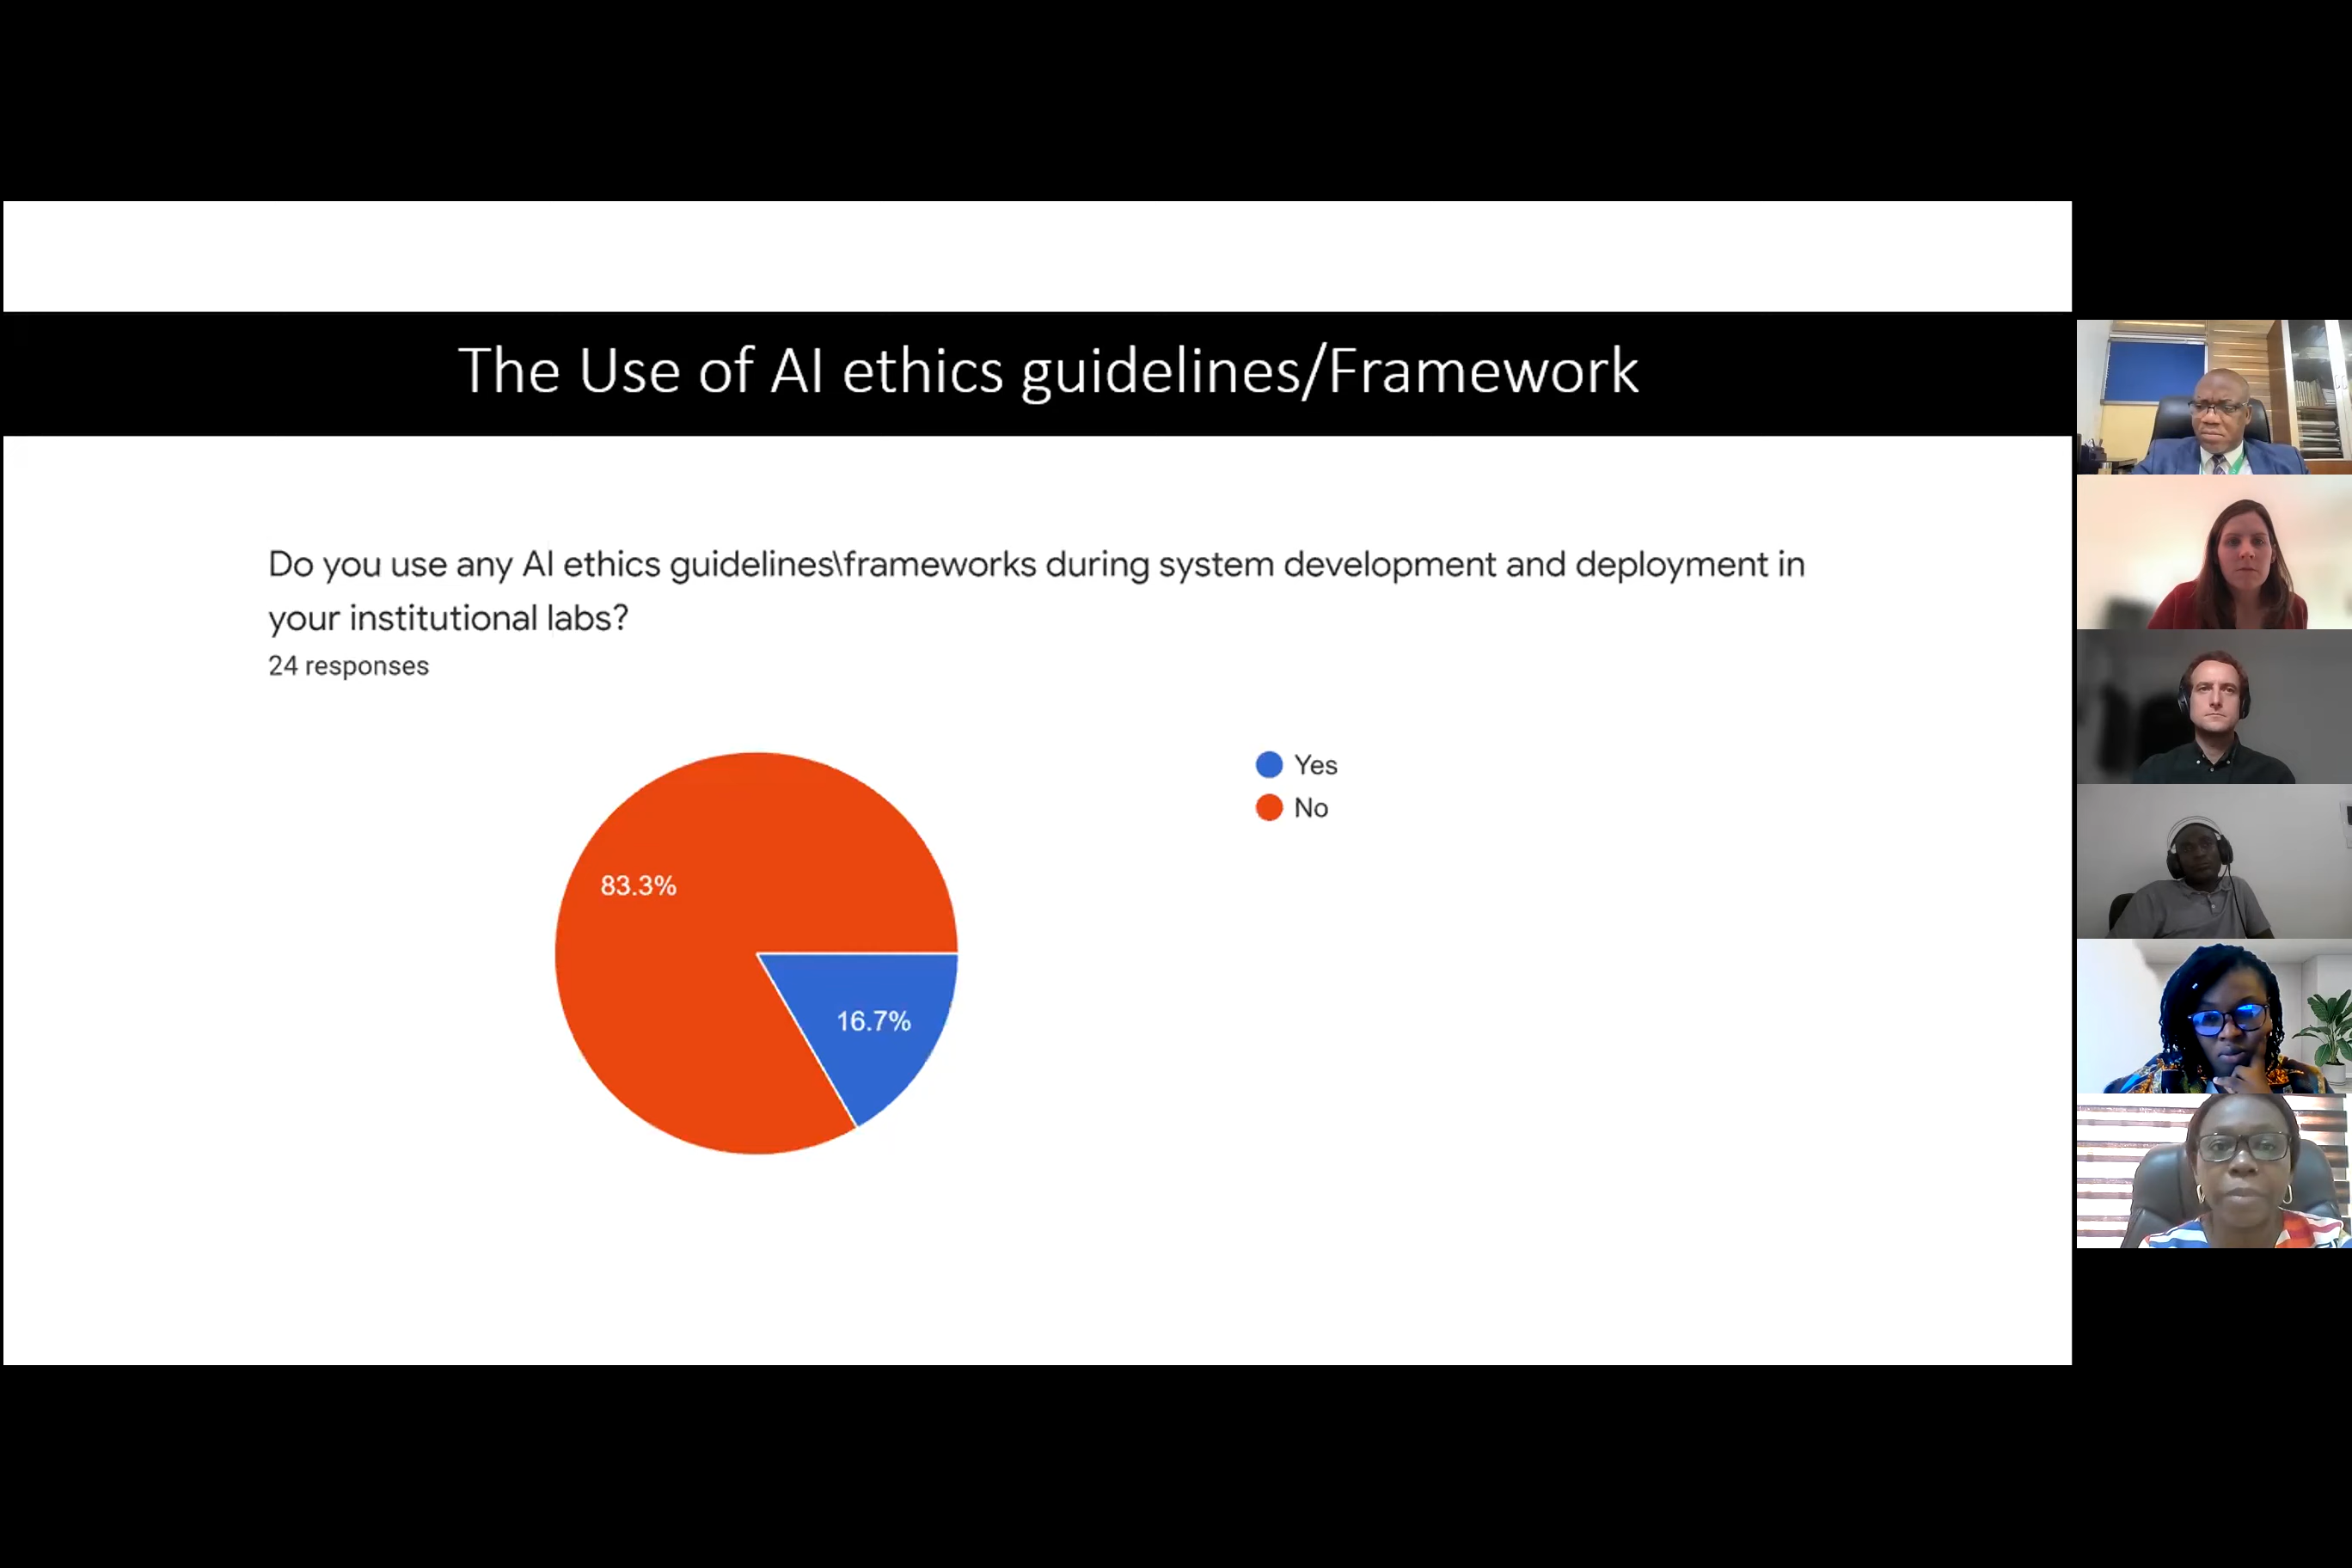 The Use of AI ethics guidelines/Framework
Do you use any AI ethics guidelines\frameworks during system development and deployment in
your institutional labs?
24 responses
Yes
No
83.3%
16.7%